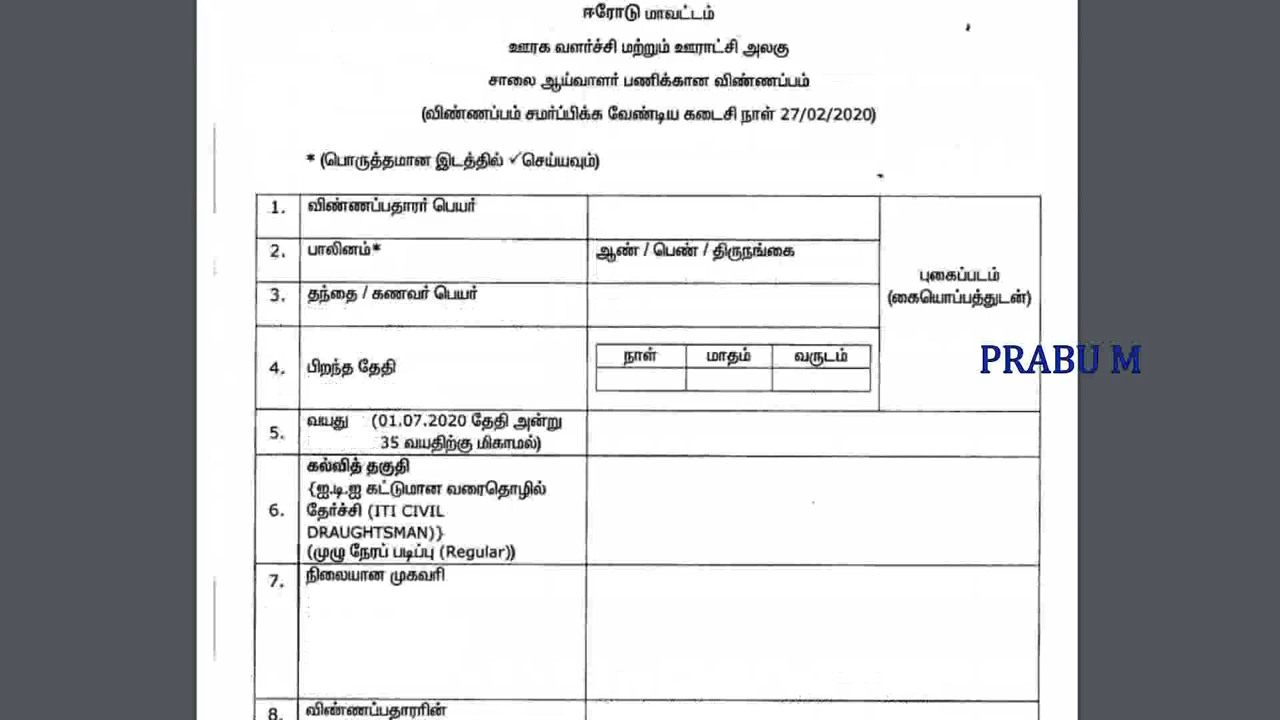 ஈரோடு மாவட்டம்
ஊரக வளர்ச்சி மற்றும் ஊராட்சி அலகு
சாலை ஆய்வாளர் பணிக்கான விண்ணப்பம்
(விண்ணப்பம் சமர்ப்பிக்க வேண்டிய கடைசி நாள் 27/02/2020)
* (பொருத்தமான இடத்தில் ✓செய்யவும்)
1. விண்ணப்பதாரர் பெயர்
2. பாலினம்* ஆண் / பெண் / திருநங்கை
புகைப்படம்
(கையொப்பத்துடன்)
3. தந்தை / கணவர் பெயர்
PRABU M
4. பிறந்த தேதி நாள் மாதம் வருடம்
5. வயது (01.07.2020 தேதி அன்று
35 வயதிற்கு மிகாமல்)
6. கல்வித் தகுதி
{ஐ.டி.ஐ கட்டுமான வரைதொழில்
தேர்ச்சி (ITI CIVIL
DRAUGHTSMAN)}
(முழு நேரப் படிப்பு (Regular))
7. நிலையான முகவரி
8. விண்ணப்பதாரரின்